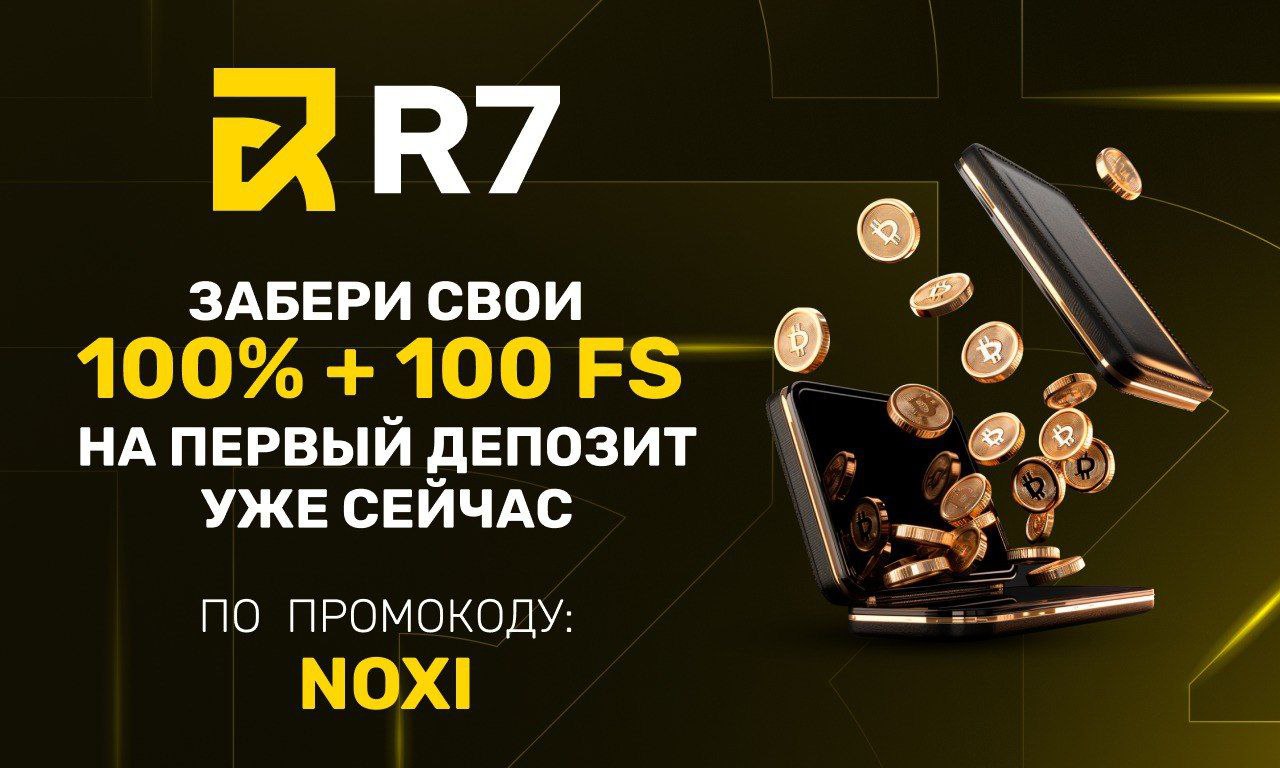 R7
ЗАБЕРИ СВОИ
100% + 100 FS
НА ПЕРВЫЙ ДЕПОЗИТ
УЖЕ СЕЙЧАС
ПО ПРОМОКОДУ:
NOXI